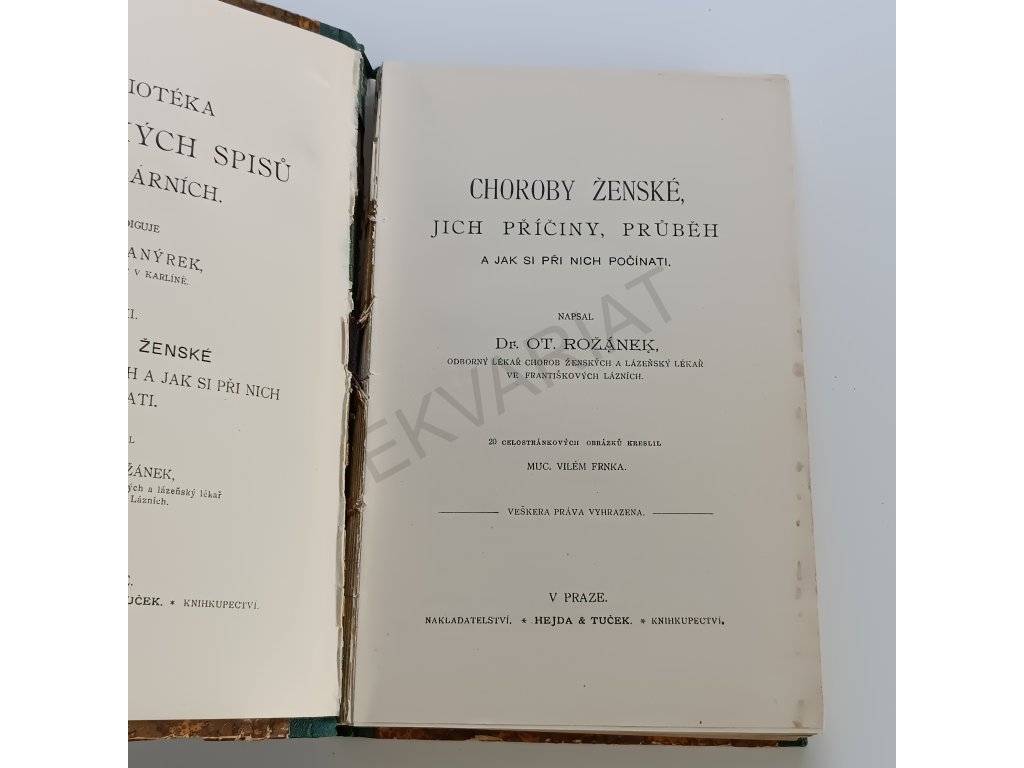 IOTÉKA
KÝCH SPISŮ
ÁRNÍCH.
DIGUJE
ANÝREK,
V KARLÍNĚ.
I.
ŽENSKÉ
H A JAK SI PŘI NICH
ATI.
L
ŽÁNEK,
ých a lázeňský lékař
Lázních.
E.
UČEK. * KNIHKUPECTVÍ.
CHOROBY ŽENSKÉ,
JICH PŘÍČINY, PRŮBĚH
A JAK SI PŘI NICH POČÍNATI.
NAPSAL
Dr. OT. ROŽÁNEK,
ODBORNÝ LÉKAŘ CHOROB ŽENSKÝCH A LÁZEŇSKÝ LÉKAŘ
VE FRANTIŠKOVÝCH LÁZNÍCH.
20 CELOSTRÁNKOVÝCH OBRÁZKŮ KRESLIL
MUC. VILÉM FRNKA.
VEŠKERA PRÁVA VYHRAZENA.
V PRAZE.
NAKLADATELSTVÍ. * HEJDA & TUČEK. * KNIHKUPECTVÍ.
EKVARIAT